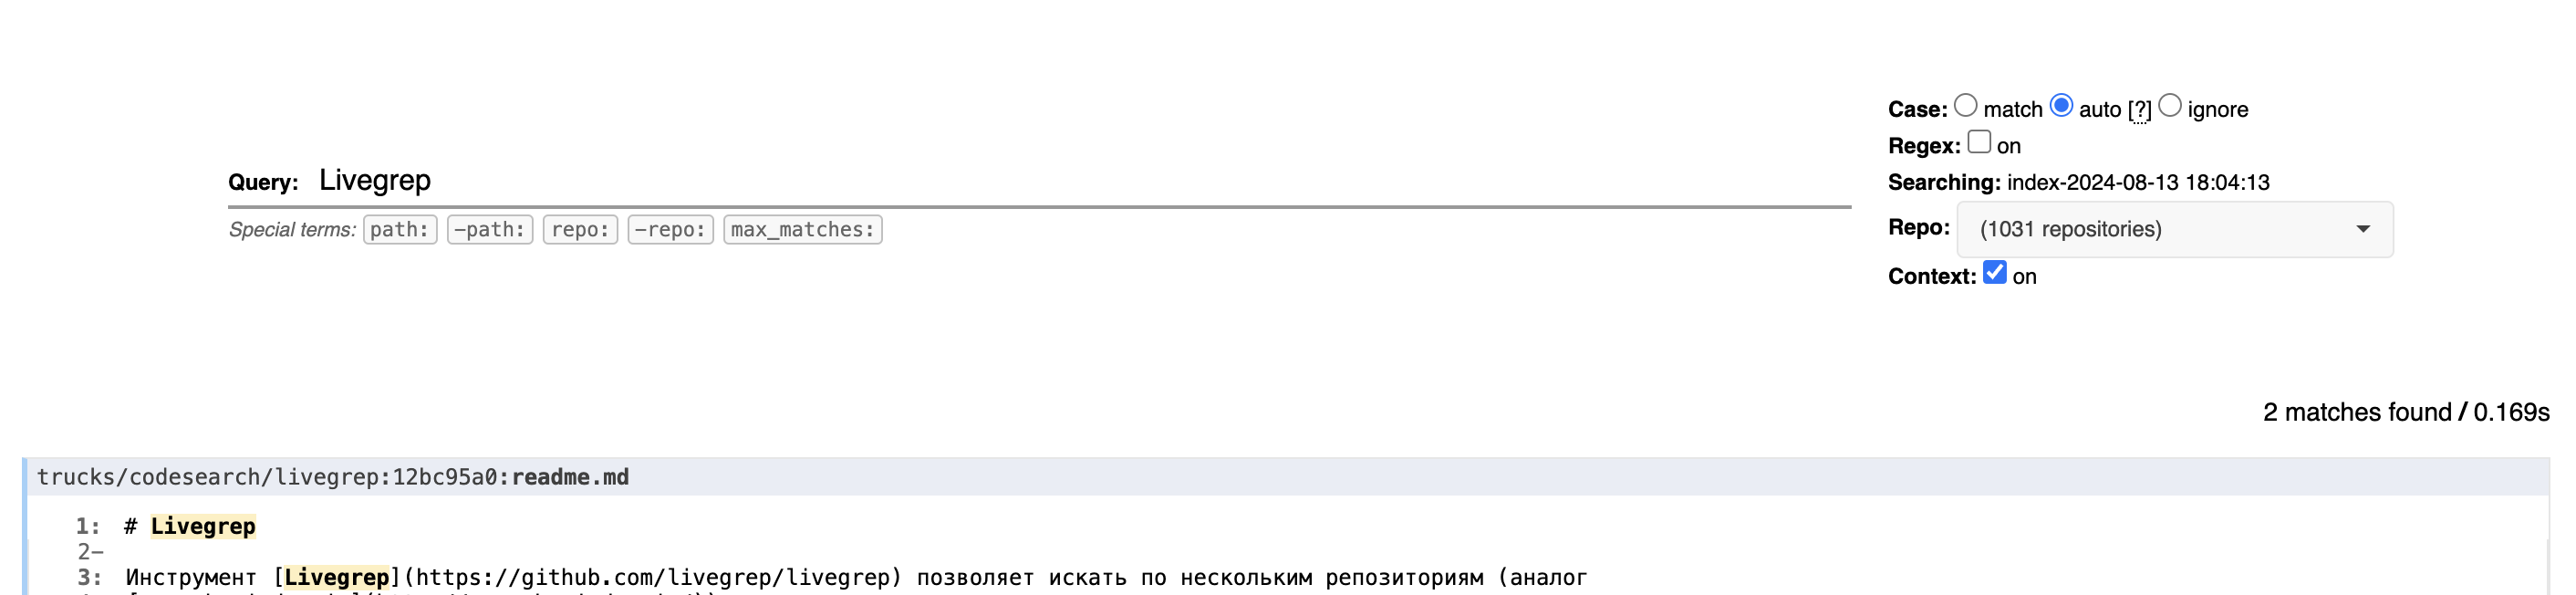 Case: match auto [?] ignore
Regex: on
Query: Livegrep
Searching: index-2024-08-13 18:04:13
Special terms: path: -path: repo: -repo: max_matches:
Repo: (1031 repositories)
Context: on
2 matches found / 0.169s
trucks/codesearch/livegrep:12bc95a0:readme.md
1: # Livegrep
2-
3: Инструмент [Livegrep](https://github.com/livegrep/livegrep) позволяет искать по нескольким репозиториям (аналог